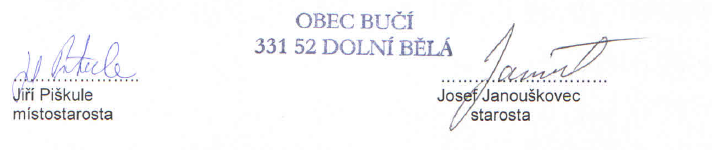 OBEC BUČÍ
331 52 DOLNÍ BĚLÁ
Jiří Piškule
místostarosta
Josef Janouškovec
starosta